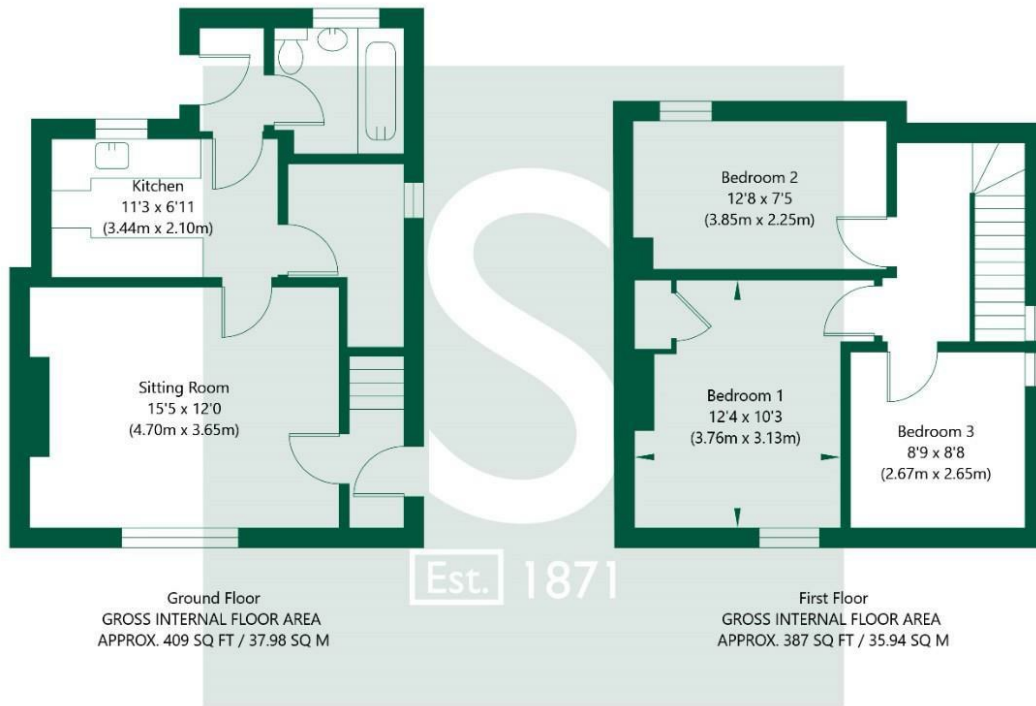 Kitchen
11'3 x 6'11
(3.44m x 2.10m)
Sitting Room
15'5 x 12'0
(4.70m x 3.65m)
Bedroom 2
12'8 x 7'5
(3.85m x 2.25m)
Bedroom 1
12'4 x 10'3
(3.76m x 3.13m)
Bedroom 3
8'9 x 8'8
(2.67m x 2.65m)
S
Est. 1871
Ground Floor
GROSS INTERNAL FLOOR AREA
APPROX. 409 SQ FT / 37.98 SQ M
First Floor
GROSS INTERNAL FLOOR AREA
APPROX. 387 SQ FT / 35.94 SQ M